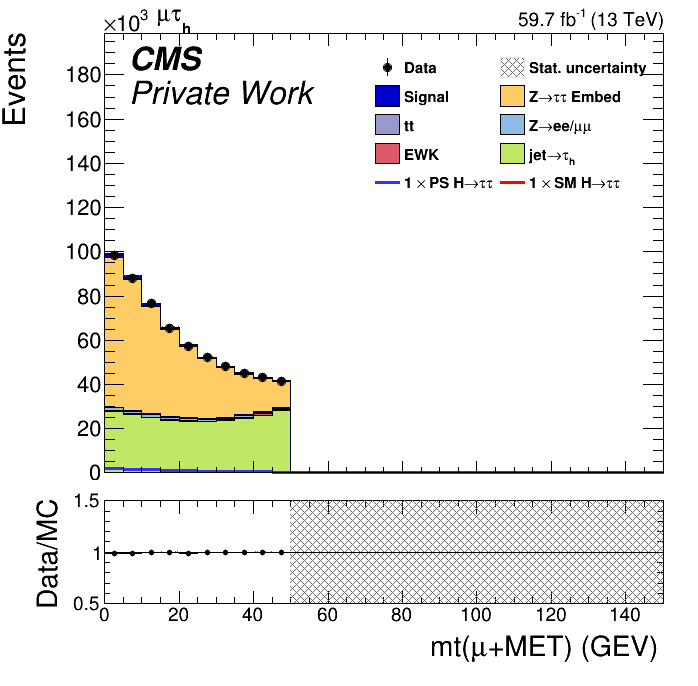 ×10³ μτh 59.7 fb⁻¹ (13 TeV)
CMS
Private Work
Data
Stat. uncertainty
Signal
Z→ττ Embed
tt
Z→ee/μμ
EWK
jet→τh
1 × PS H→ττ
1 × SM H→ττ
Events
180
160
140
120
100
80
60
40
20
0
Data/MC
1.5
1
0.5
0 20 40 60 80 100 120 140
mt(μ+MET) (GEV)